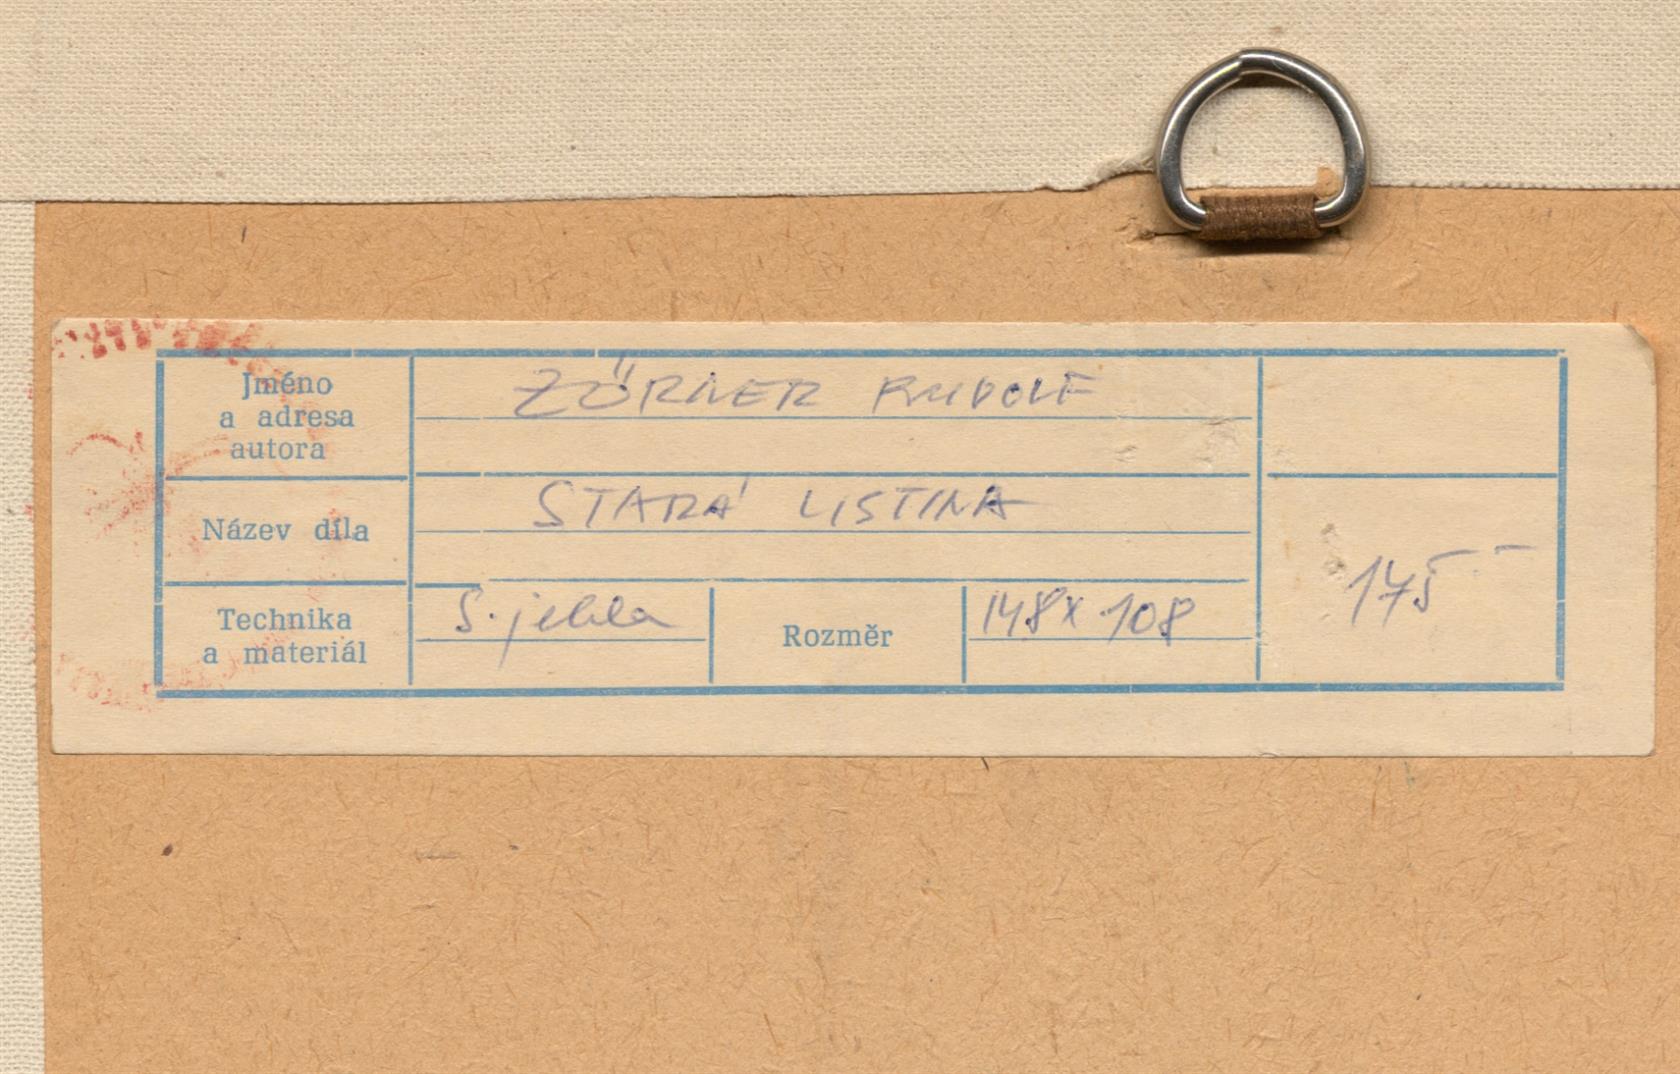 Jméno
a adresa
autora
ZÖRNER RUDOLF
Název díla
STARÁ LISTINA
Technika
a materiál
S. jehla
Rozměr
148 x 108
175 --